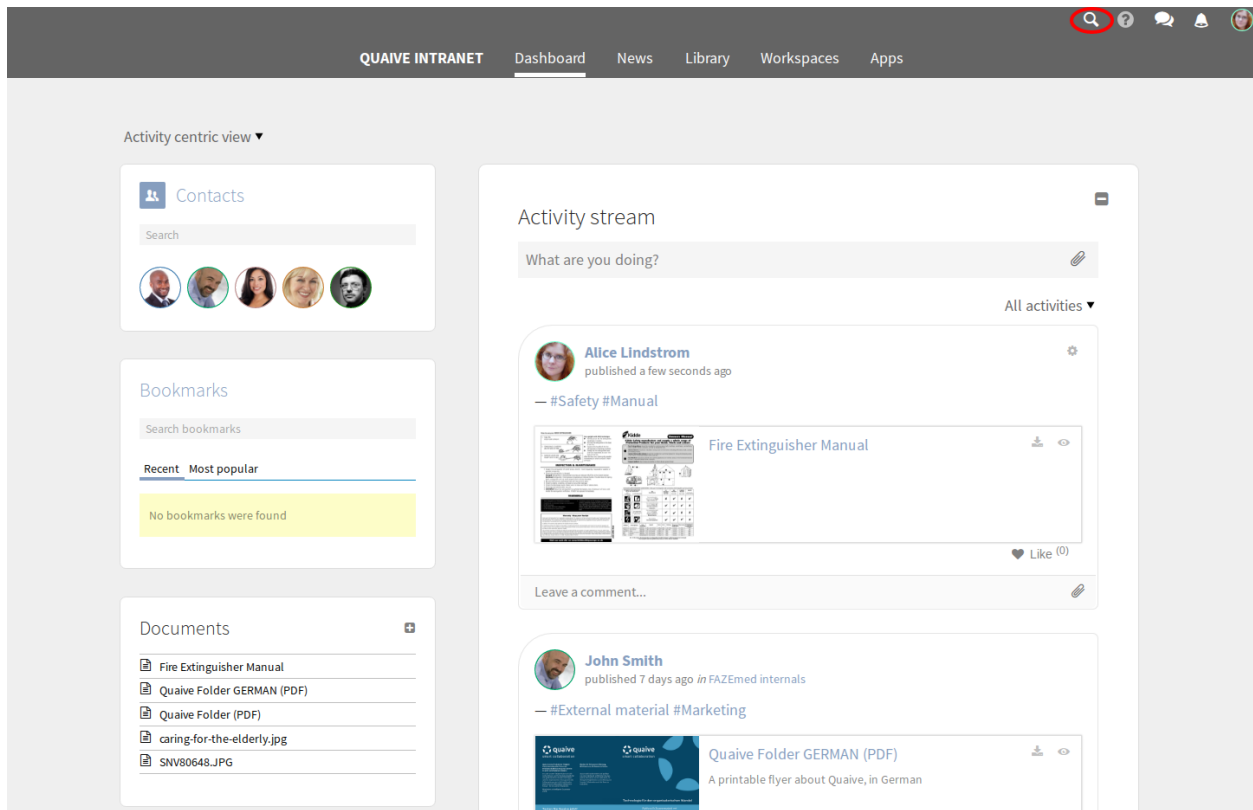 QUAIVE INTRANET Dashboard News Library Workspaces Apps
Activity centric view
Contacts
Search
Bookmarks
Search bookmarks
Recent Most popular
No bookmarks were found
Documents
Fire Extinguisher Manual
Quaive Folder GERMAN (PDF)
Quaive Folder (PDF)
caring-for-the-elderly.jpg
SNV80648.JPG
Activity stream
What are you doing?
All activities
Alice Lindstrom
published a few seconds ago
— #Safety #Manual
Fire Extinguisher Manual
Like (0)
Leave a comment...
John Smith
published 7 days ago in FAZEmed internals
— #External material #Marketing
quaive quaive
Quaive Folder GERMAN (PDF)
A printable flyer about Quaive, in German